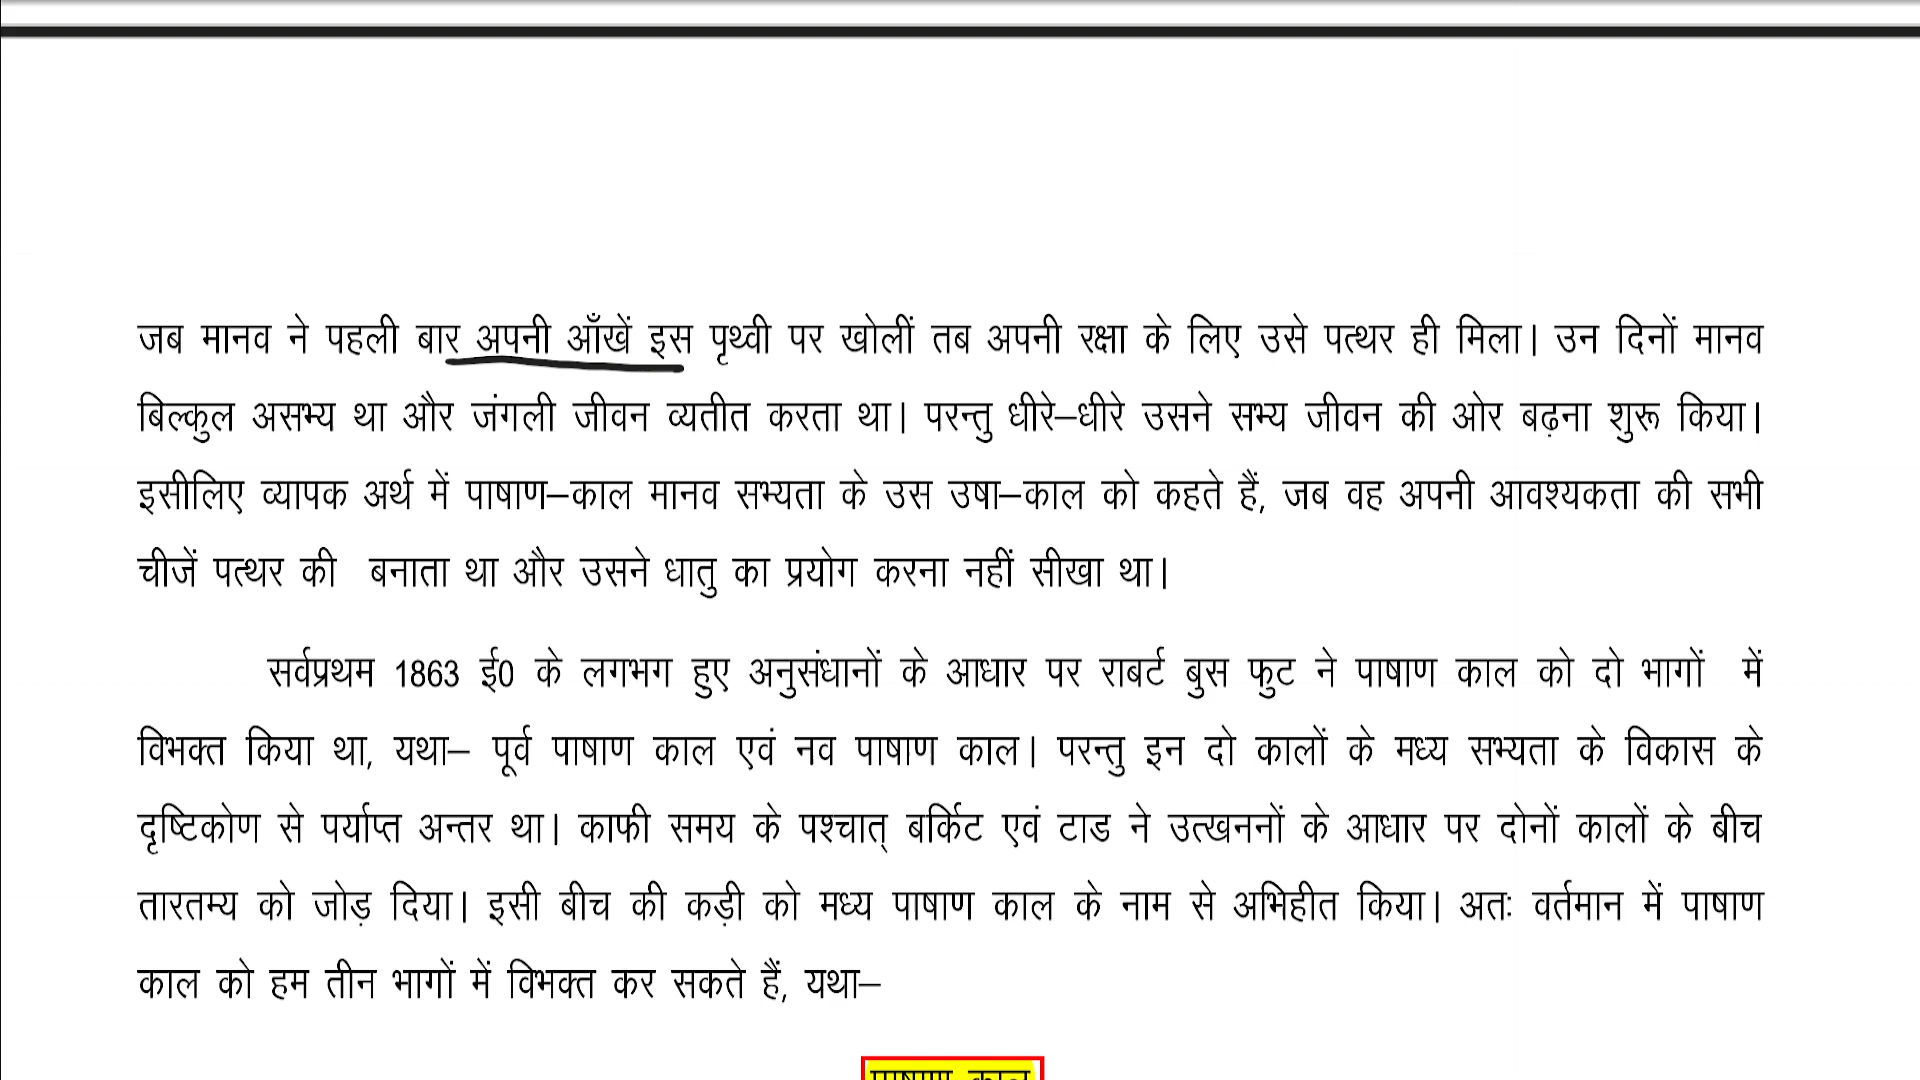 जब मानव ने पहली बार अपनी आँखें इस पृथ्वी पर खोलीं तब अपनी रक्षा के लिए उसे पत्थर ही मिला। उन दिनों मानव
बिल्कुल असभ्य था और जंगली जीवन व्यतीत करता था। परन्तु धीरे–धीरे उसने सभ्य जीवन की ओर बढ़ना शुरू किया।
इसीलिए व्यापक अर्थ में पाषाण–काल मानव सभ्यता के उस उषा–काल को कहते हैं, जब वह अपनी आवश्यकता की सभी
चीजें पत्थर की बनाता था और उसने धातु का प्रयोग करना नहीं सीखा था।
सर्वप्रथम 1863 ई0 के लगभग हुए अनुसंधानों के आधार पर राबर्ट बुस फुट ने पाषाण काल को दो भागों में
विभक्त किया था, यथा– पूर्व पाषाण काल एवं नव पाषाण काल। परन्तु इन दो कालों के मध्य सभ्यता के विकास के
दृष्टिकोण से पर्याप्त अन्तर था। काफी समय के पश्चात् बर्किट एवं टाड ने उत्खननों के आधार पर दोनों कालों के बीच
तारतम्य को जोड़ दिया। इसी बीच की कड़ी को मध्य पाषाण काल के नाम से अभिहीत किया। अतः वर्तमान में पाषाण
काल को हम तीन भागों में विभक्त कर सकते हैं, यथा–
पाषाण काल